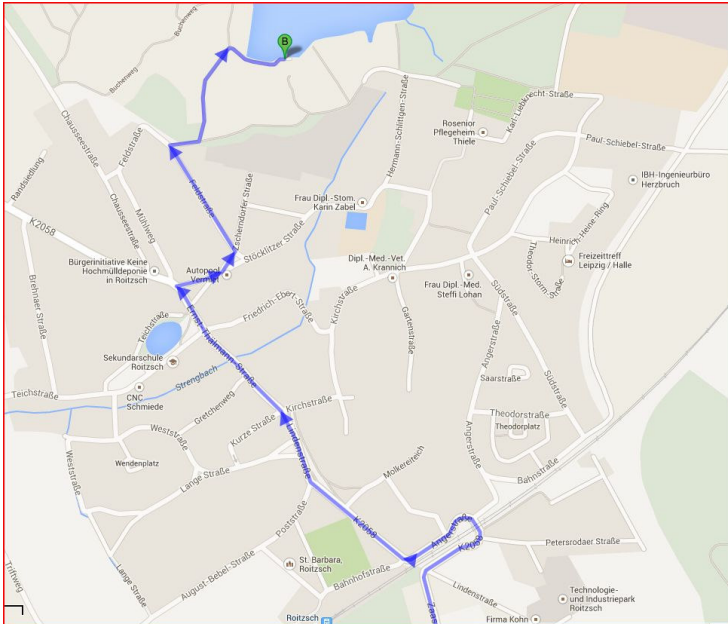 B
Buchenweg
Buchenweg
Chausseestraße
Feldstraße
Randsiedlung
Chausseestraße
Mühlweg
K2058
Feldstraße
Zscherndorfer Straße
Stöcklitzer Straße
Hermann-Schlittgen-Straße
Rosenior
Pflegeheim
Thiele
Karl-Liebknecht-Straße
Paul-Schiebel-Straße
Paul-Schiebel-Straße
IBH-Ingenieurbüro
Herzbruch
Frau Dipl.-Stom.
Karin Zabel
Heinrich-Heine-Ring
Theodor-Storm-Straße
Freizeittreff
Leipzig / Halle
Bürgerinitiative Keine
Hochmülldeponie
in Roitzsch
Autopool
Dipl.-Med.-Vet.
A. Krannich
Frau Dipl.-Med.
Steffi Lohan
Brehnaer Straße
Teichstraße
Friedrich-Ebert-Straße
Kirchstraße
Gartenstraße
Südstraße
Angerstraße
Ernst-Thälmann-Straße
Sekundarschule
Roitzsch
Strengbach
Saarstraße
Südstraße
Teichstraße
CNC
Schmiede
Gretchenweg
Kirchstraße
Kurze Straße
Lindenstraße
Theodorstraße
Theodorplatz
Angerstraße
Weststraße
Weststraße
Wendenplatz
Lange Straße
Molkereiteich
Bahnstraße
Poststraße
K2058
Angerstraße
K2058
Petersrodaer Straße
St. Barbara,
Roitzsch
Bahnhofstraße
Lange Straße
August-Bebel-Straße
Triftweg
Lindenstraße
Technologie-
und Industriepark
Roitzsch
Roitzsch
Firma Kohn